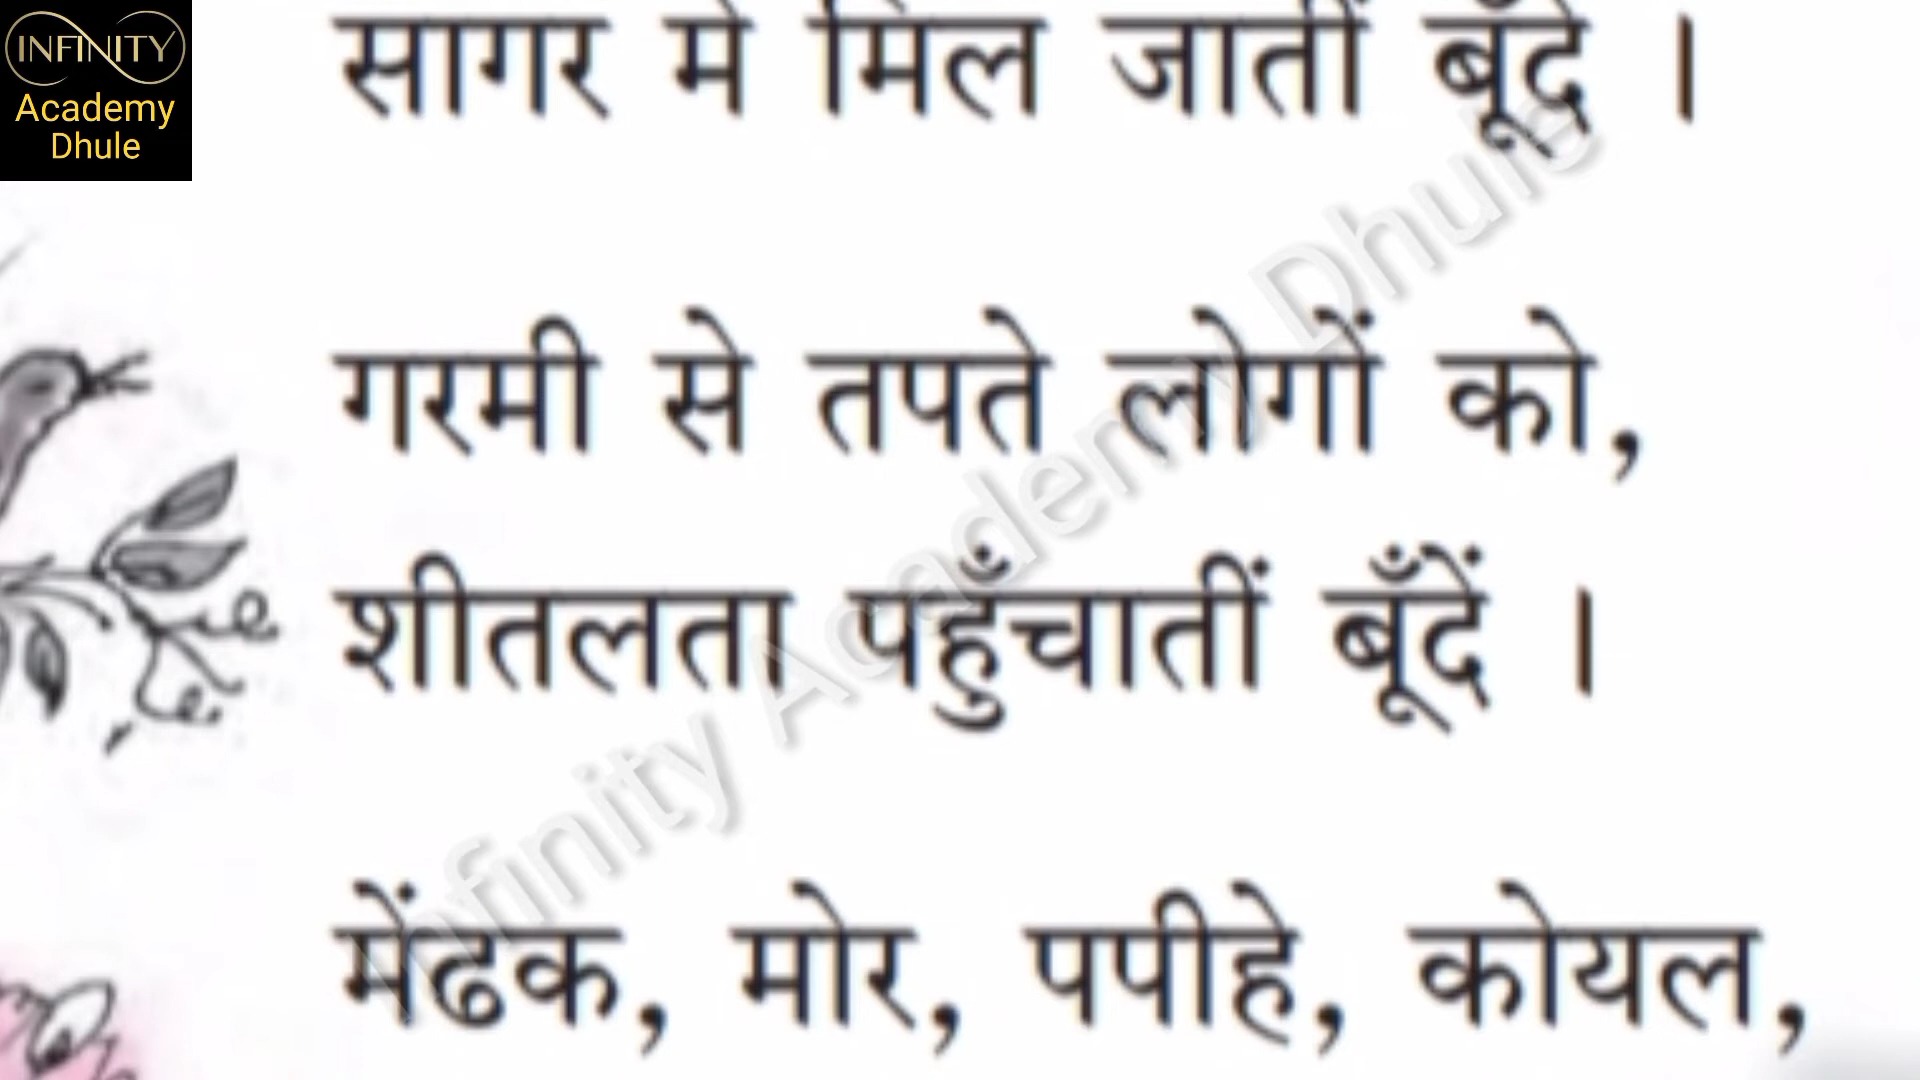 INFINITY
Academy
Dhule
सागर में मिल जातीं बूँदें ।
गरमी से तपते लोगों को,
शीतलता पहुँचातीं बूँदें ।
मेंढक, मोर, पपीहे, कोयल,
Infinity Academy Dhule